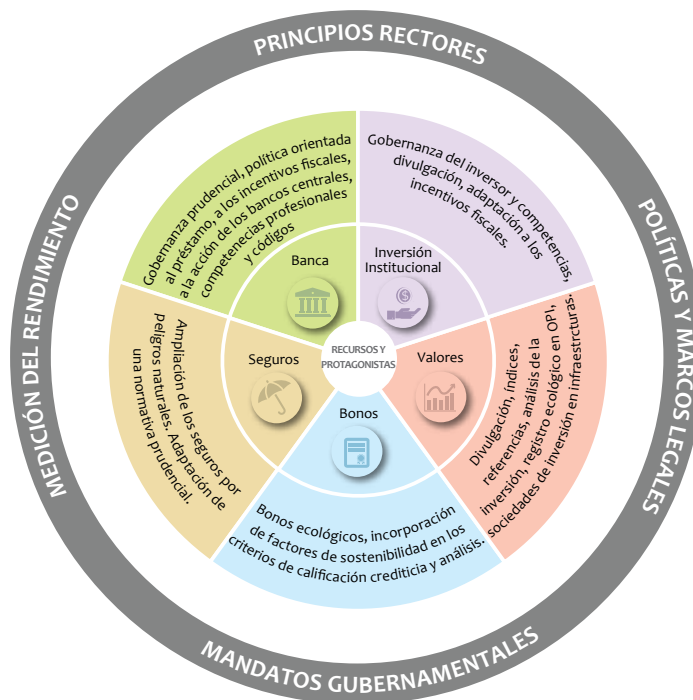 PRINCIPIOS RECTORES
POLÍTICAS Y MARCOS LEGALES
MANDATOS GUBERNAMENTALES
MEDICIÓN DEL RENDIMIENTO
Gobernanza prudencial, política orientada
al préstamo, a los incentivos fiscales,
a la acción de los bancos centrales,
competencias profesionales
y códigos
Banca
Gobernanza del inversor y competencias,
divulgación, adaptación a los
incentivos fiscales.
Inversión
Institucional
Divulgación, índices,
referencias, análisis de la
inversión, registro ecológico en OPI,
sociedades de inversión en infraestrcturas
Valores
Bonos
Bonos ecológicos, incorporación
de factores de sostenibilidad en los
criterios de calificación crediticia y análisis.
Seguros
Ampliación de los seguros por
peligros naturales. Adaptación de
una normativa prudencial.
RECURSOS Y
PROTAGONISTAS